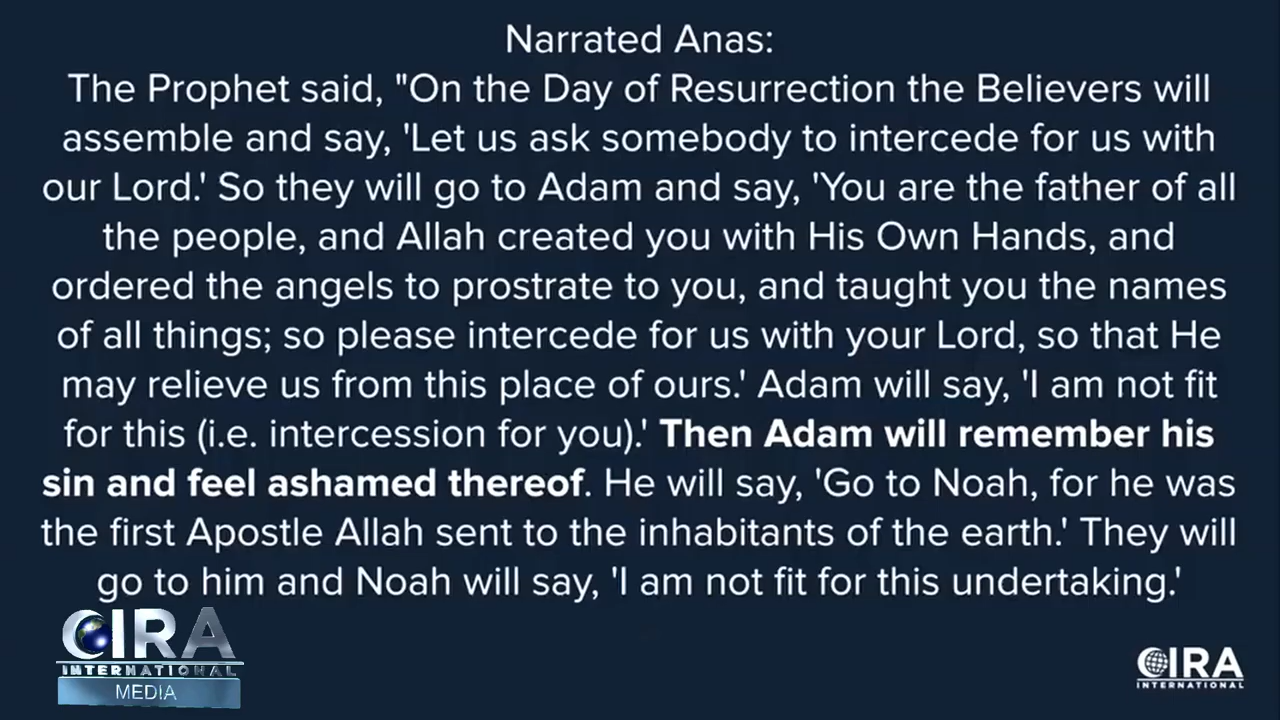 Narrated Anas:
The Prophet said, "On the Day of Resurrection the Believers will
assemble and say, 'Let us ask somebody to intercede for us with
our Lord.' So they will go to Adam and say, 'You are the father of all
the people, and Allah created you with His Own Hands, and
ordered the angels to prostrate to you, and taught you the names
of all things; so please intercede for us with your Lord, so that He
may relieve us from this place of ours.' Adam will say, 'I am not fit
for this (i.e. intercession for you).' Then Adam will remember his
sin and feel ashamed thereof. He will say, 'Go to Noah, for he was
the first Apostle Allah sent to the inhabitants of the earth.' They will
go to him and Noah will say, 'I am not fit for this undertaking.'
CIRA
INTERNATIONAL
MEDIA
CIRA
INTERNATIONAL